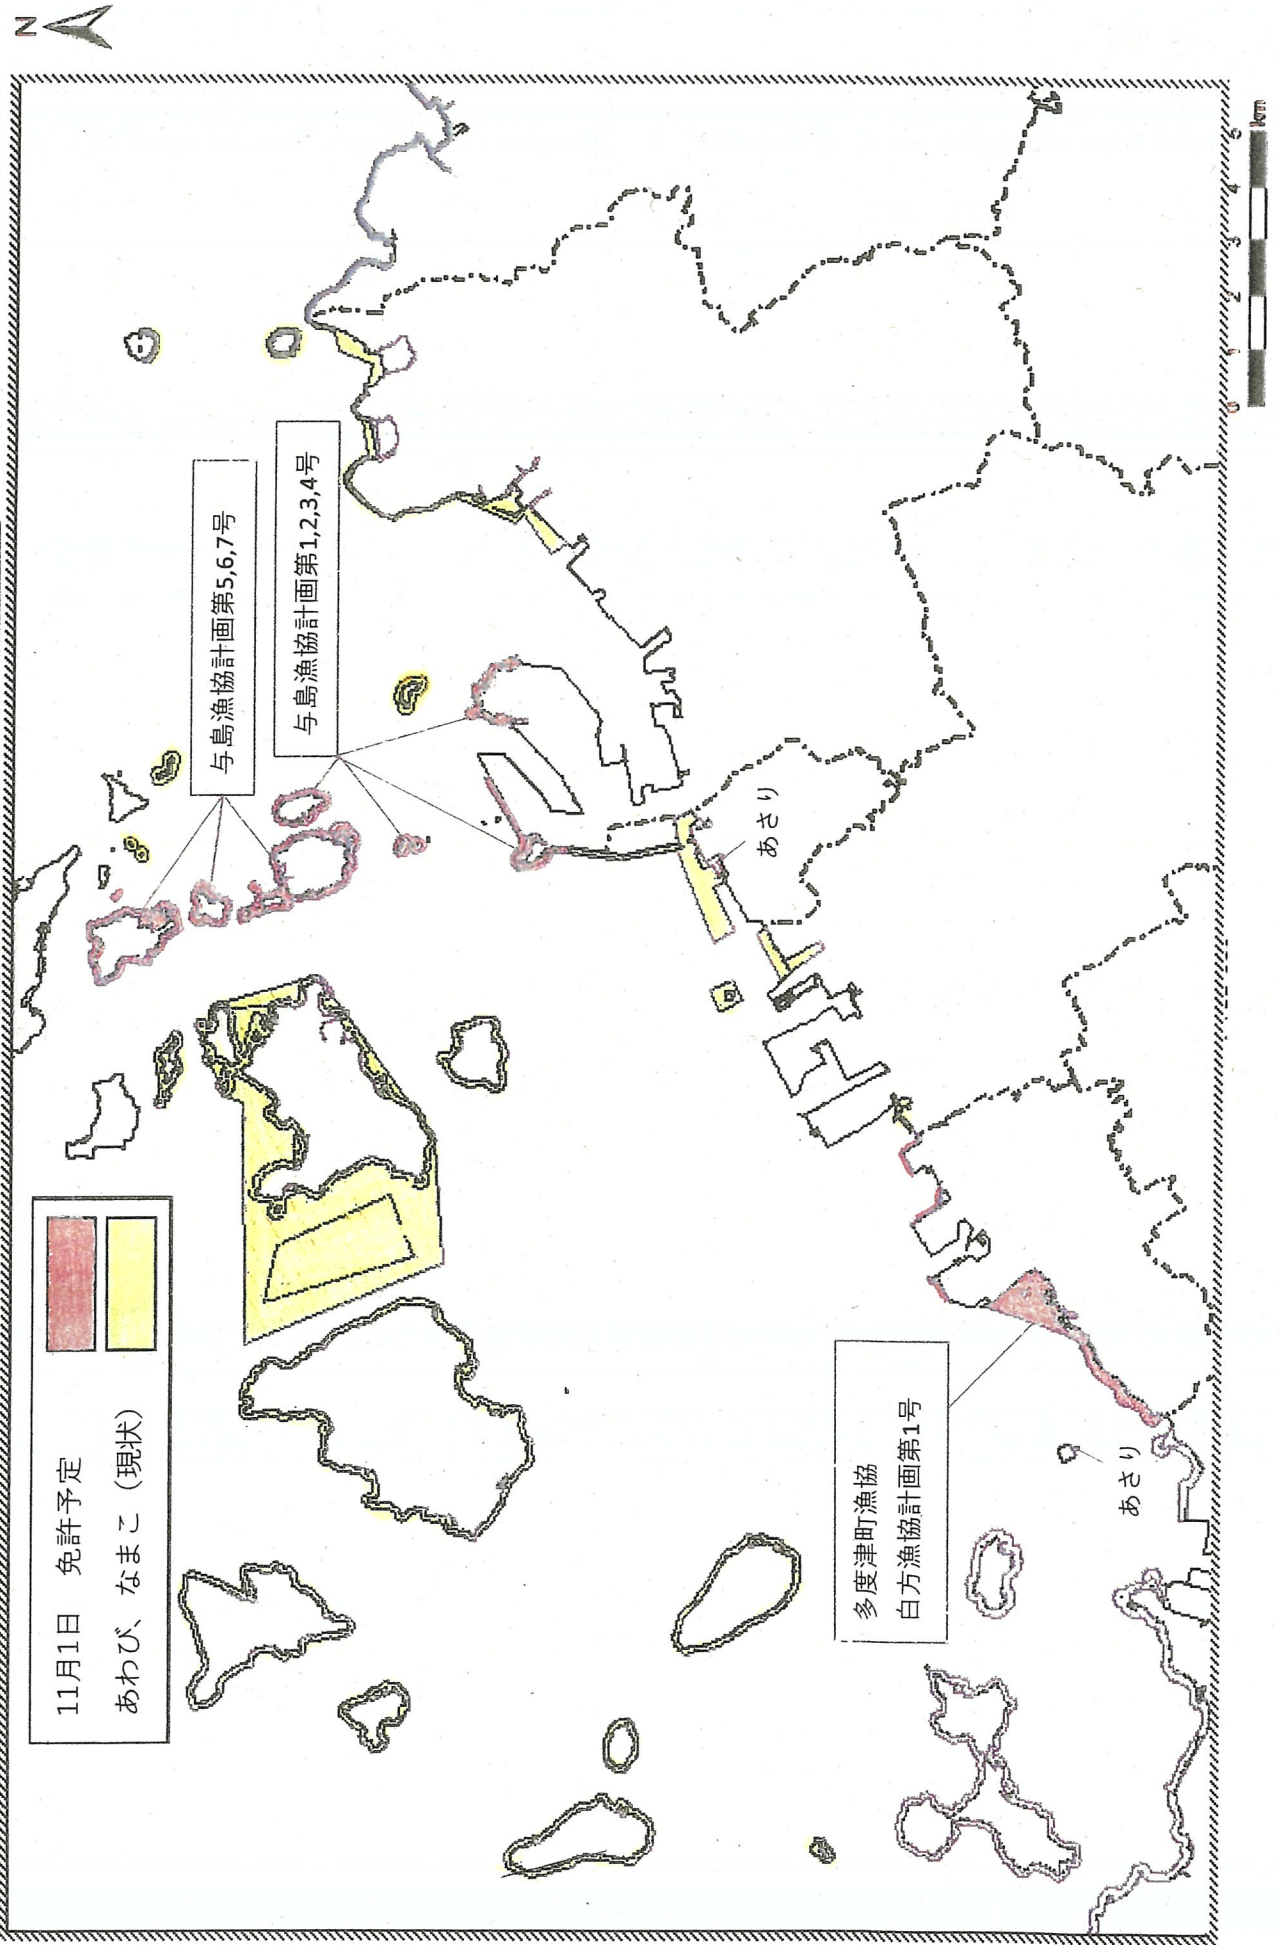 11月1日　免許予定
あわび、なまこ（現状）
与島漁協計画第5,6,7号
与島漁協計画第1,2,3,4号
多度津町漁協
白方漁協計画第1号
あさり
あさり
N
0 1 2 3 4 5 km